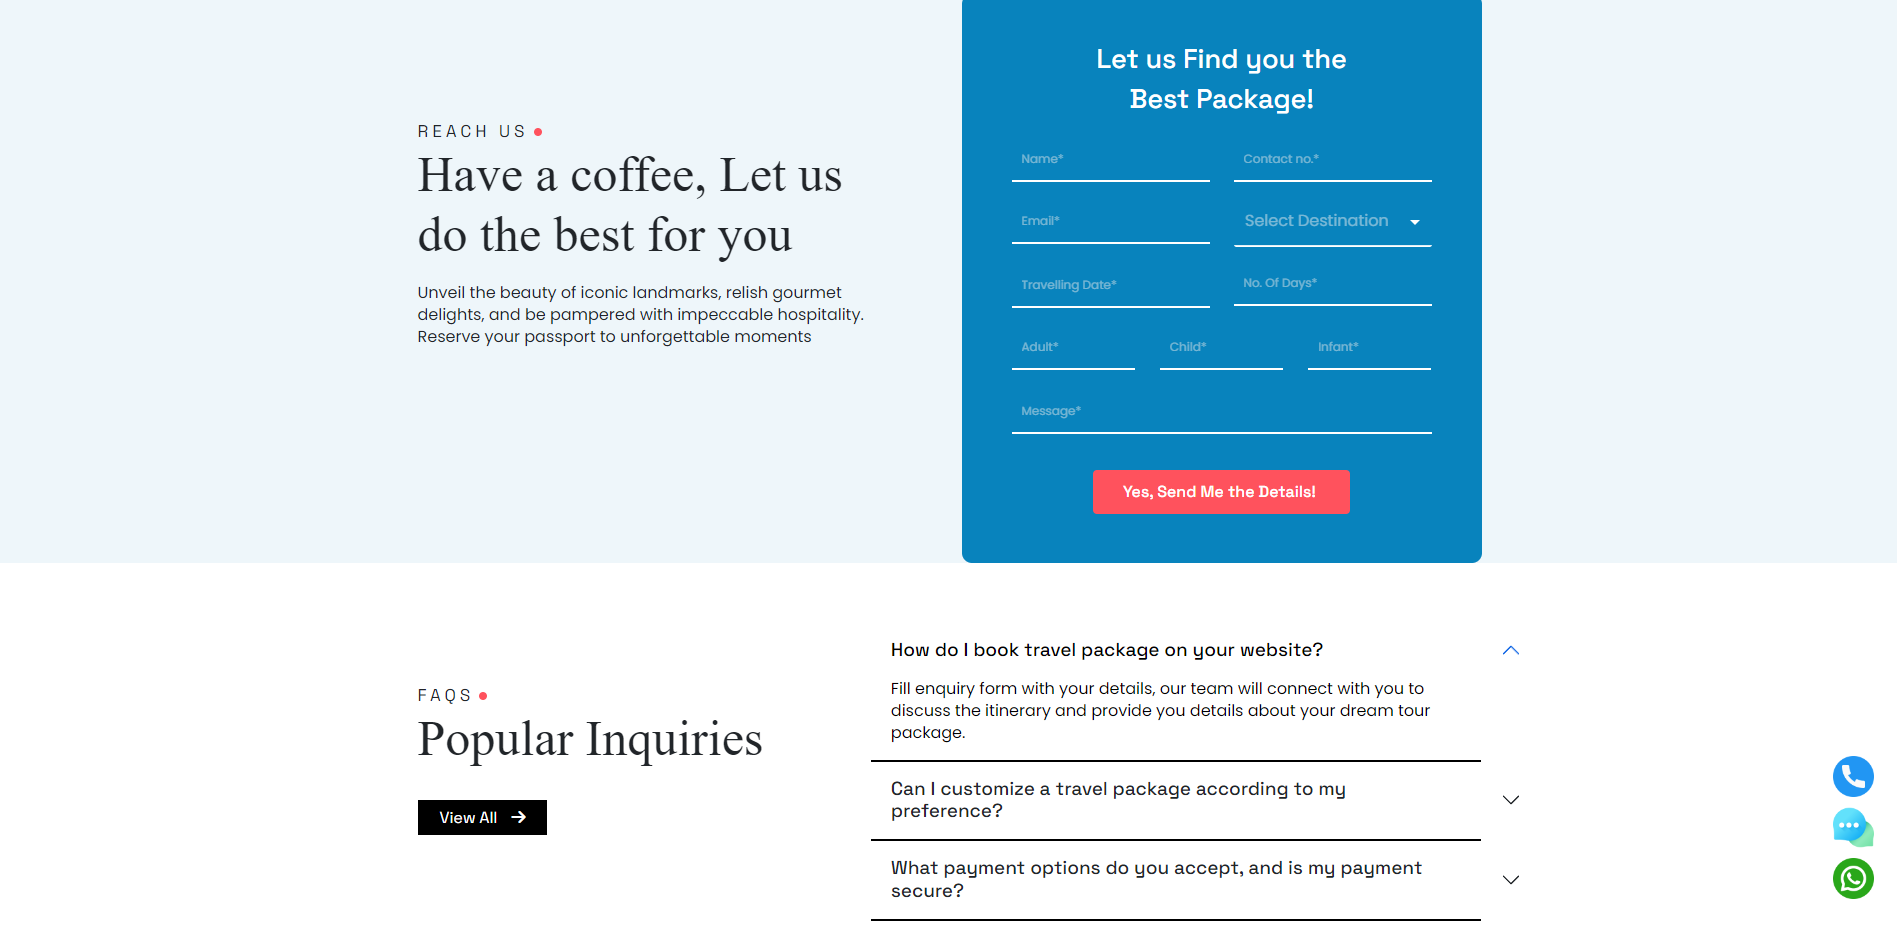 REACH US
Have a coffee, Let us
do the best for you
Unveil the beauty of iconic landmarks, relish gourmet
delights, and be pampered with impeccable hospitality.
Reserve your passport to unforgettable moments
Let us Find you the
Best Package!
Name*
Contact no.*
Email*
Select Destination
Travelling Date*
No. Of Days*
Adult*
Child*
Infant*
Message*
Yes, Send Me the Details!
FAQS
Popular Inquiries
View All
How do I book travel package on your website?
Fill enquiry form with your details, our team will connect with you to
discuss the itinerary and provide you details about your dream tour
package.
Can I customize a travel package according to my
preference?
What payment options do you accept, and is my payment
secure?